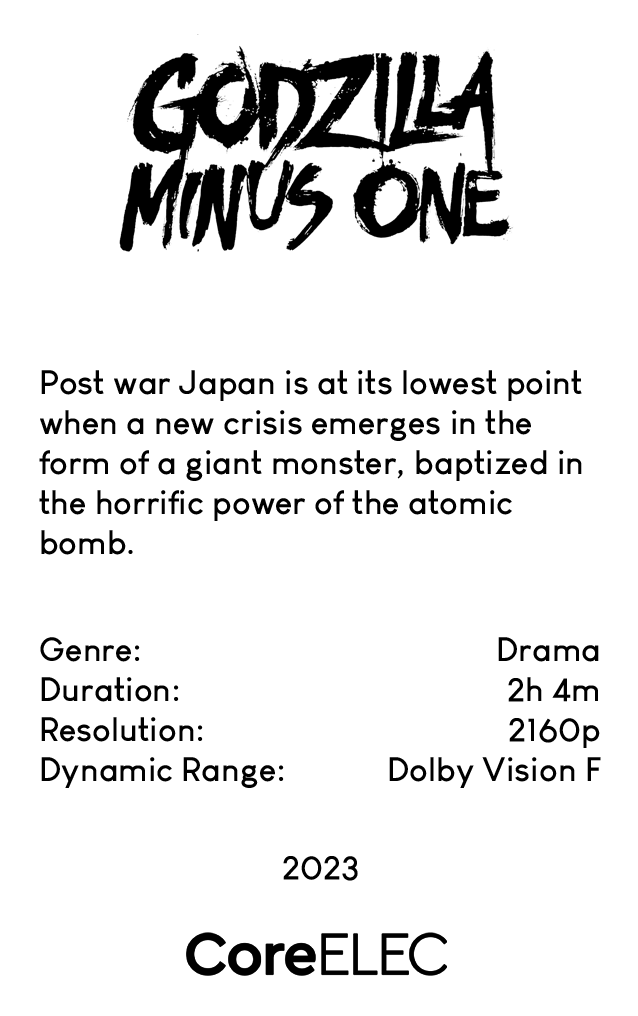 GODZILLA
MINUS ONE
Post war Japan is at its lowest point
when a new crisis emerges in the
form of a giant monster, baptized in
the horrific power of the atomic
bomb.
Genre: Drama
Duration: 2h 4m
Resolution: 2160p
Dynamic Range: Dolby Vision F
2023
CoreELEC